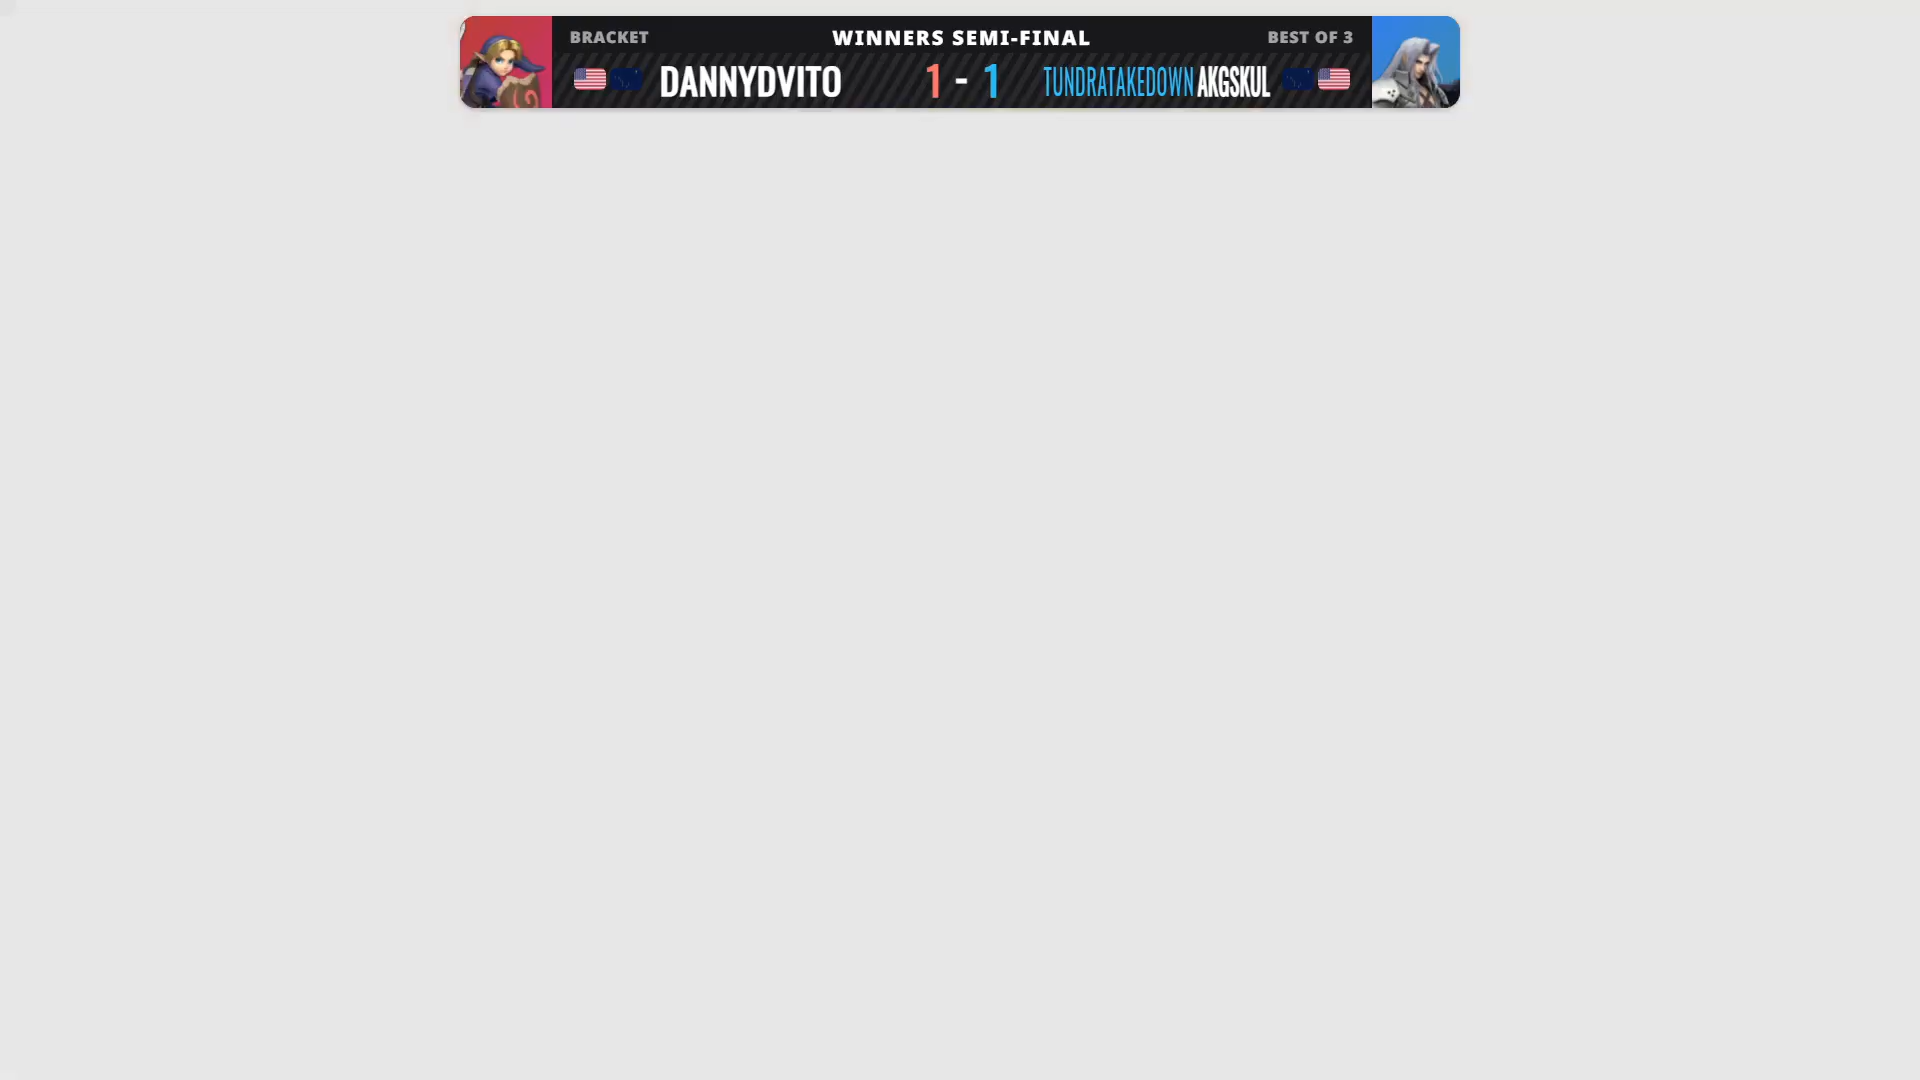 BRACKET WINNERS SEMI-FINAL BEST OF 3
DANNYDVITO 1 - 1 TUNDRATAKEDOWN AKGSKUL